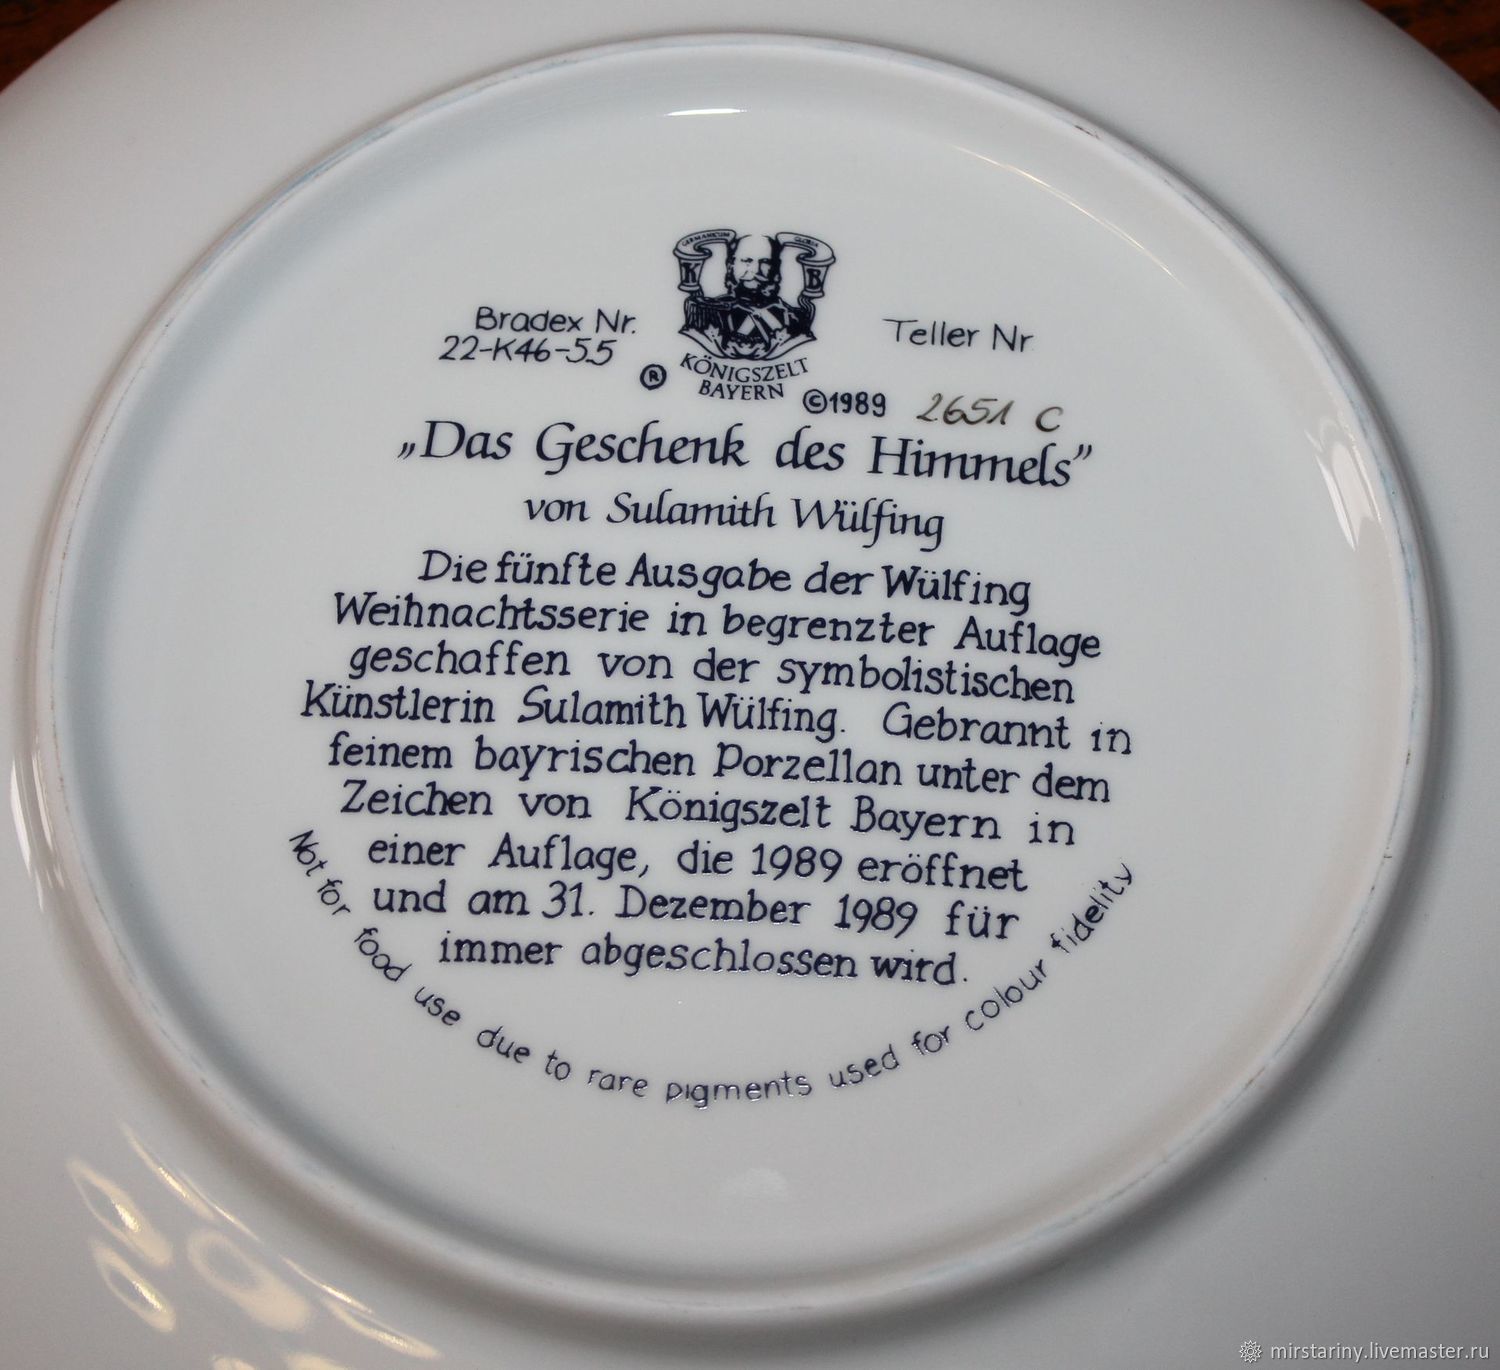 GERMANICUM GLORIA
K B
Bradex Nr.
22-K46-5.5
Teller Nr
® KÖNIGSZELT
BAYERN
©1989 2651 C
„Das Geschenk des Himmels”
von Sulamith Wülfing
Die fünfte Ausgabe der Wülfing
Weihnachtsserie in begrenzter Auflage
geschaffen von der symbolistischen
Künstlerin Sulamith Wülfing. Gebrannt in
feinem bayrischen Porzellan unter dem
Zeichen von Königszelt Bayern in
einer Auflage, die 1989 eröffnet
und am 31. Dezember 1989 für
immer abgeschlossen wird.
Not for food use due to rare pigments used for colour fidelity
mirstariny.livemaster.ru